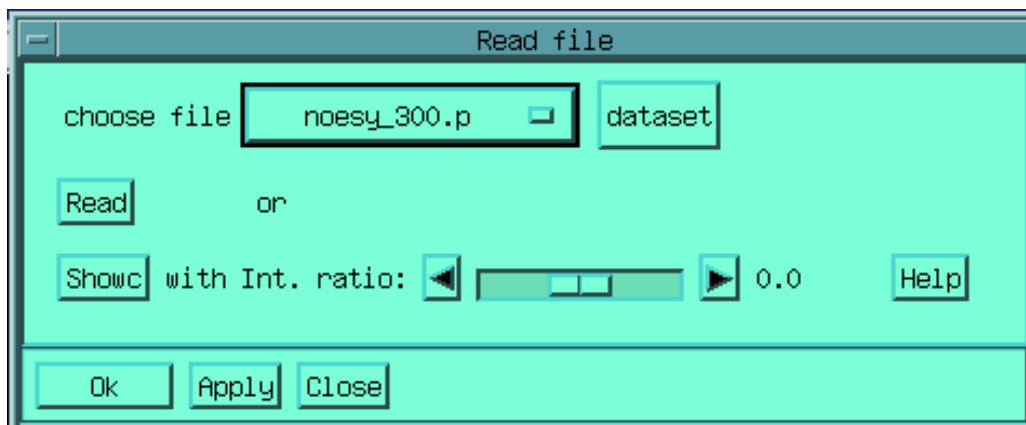 Read file
choose file noesy_300.p dataset
Read or
Showc with Int. ratio: 0.0 Help
Ok Apply Close